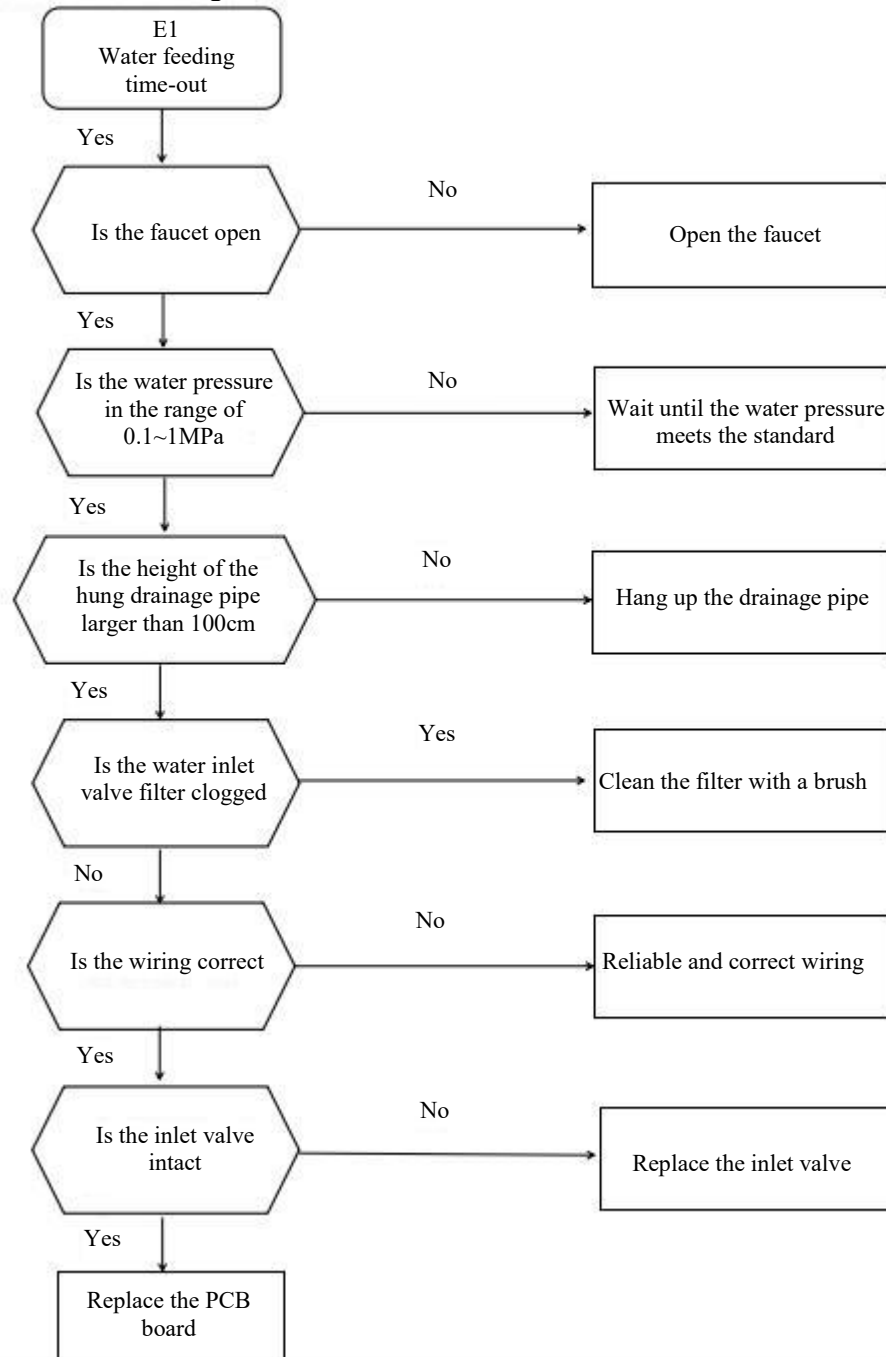 E1
Water feeding
time-out
Yes
Is the faucet open
No
Open the faucet
Yes
Is the water pressure
in the range of
0.1~1MPa
No
Wait until the water pressure
meets the standard
Yes
Is the height of the
hung drainage pipe
larger than 100cm
No
Hang up the drainage pipe
Yes
Is the water inlet
valve filter clogged
Yes
Clean the filter with a brush
No
Is the wiring correct
No
Reliable and correct wiring
Yes
Is the inlet valve
intact
No
Replace the inlet valve
Yes
Replace the PCB
board